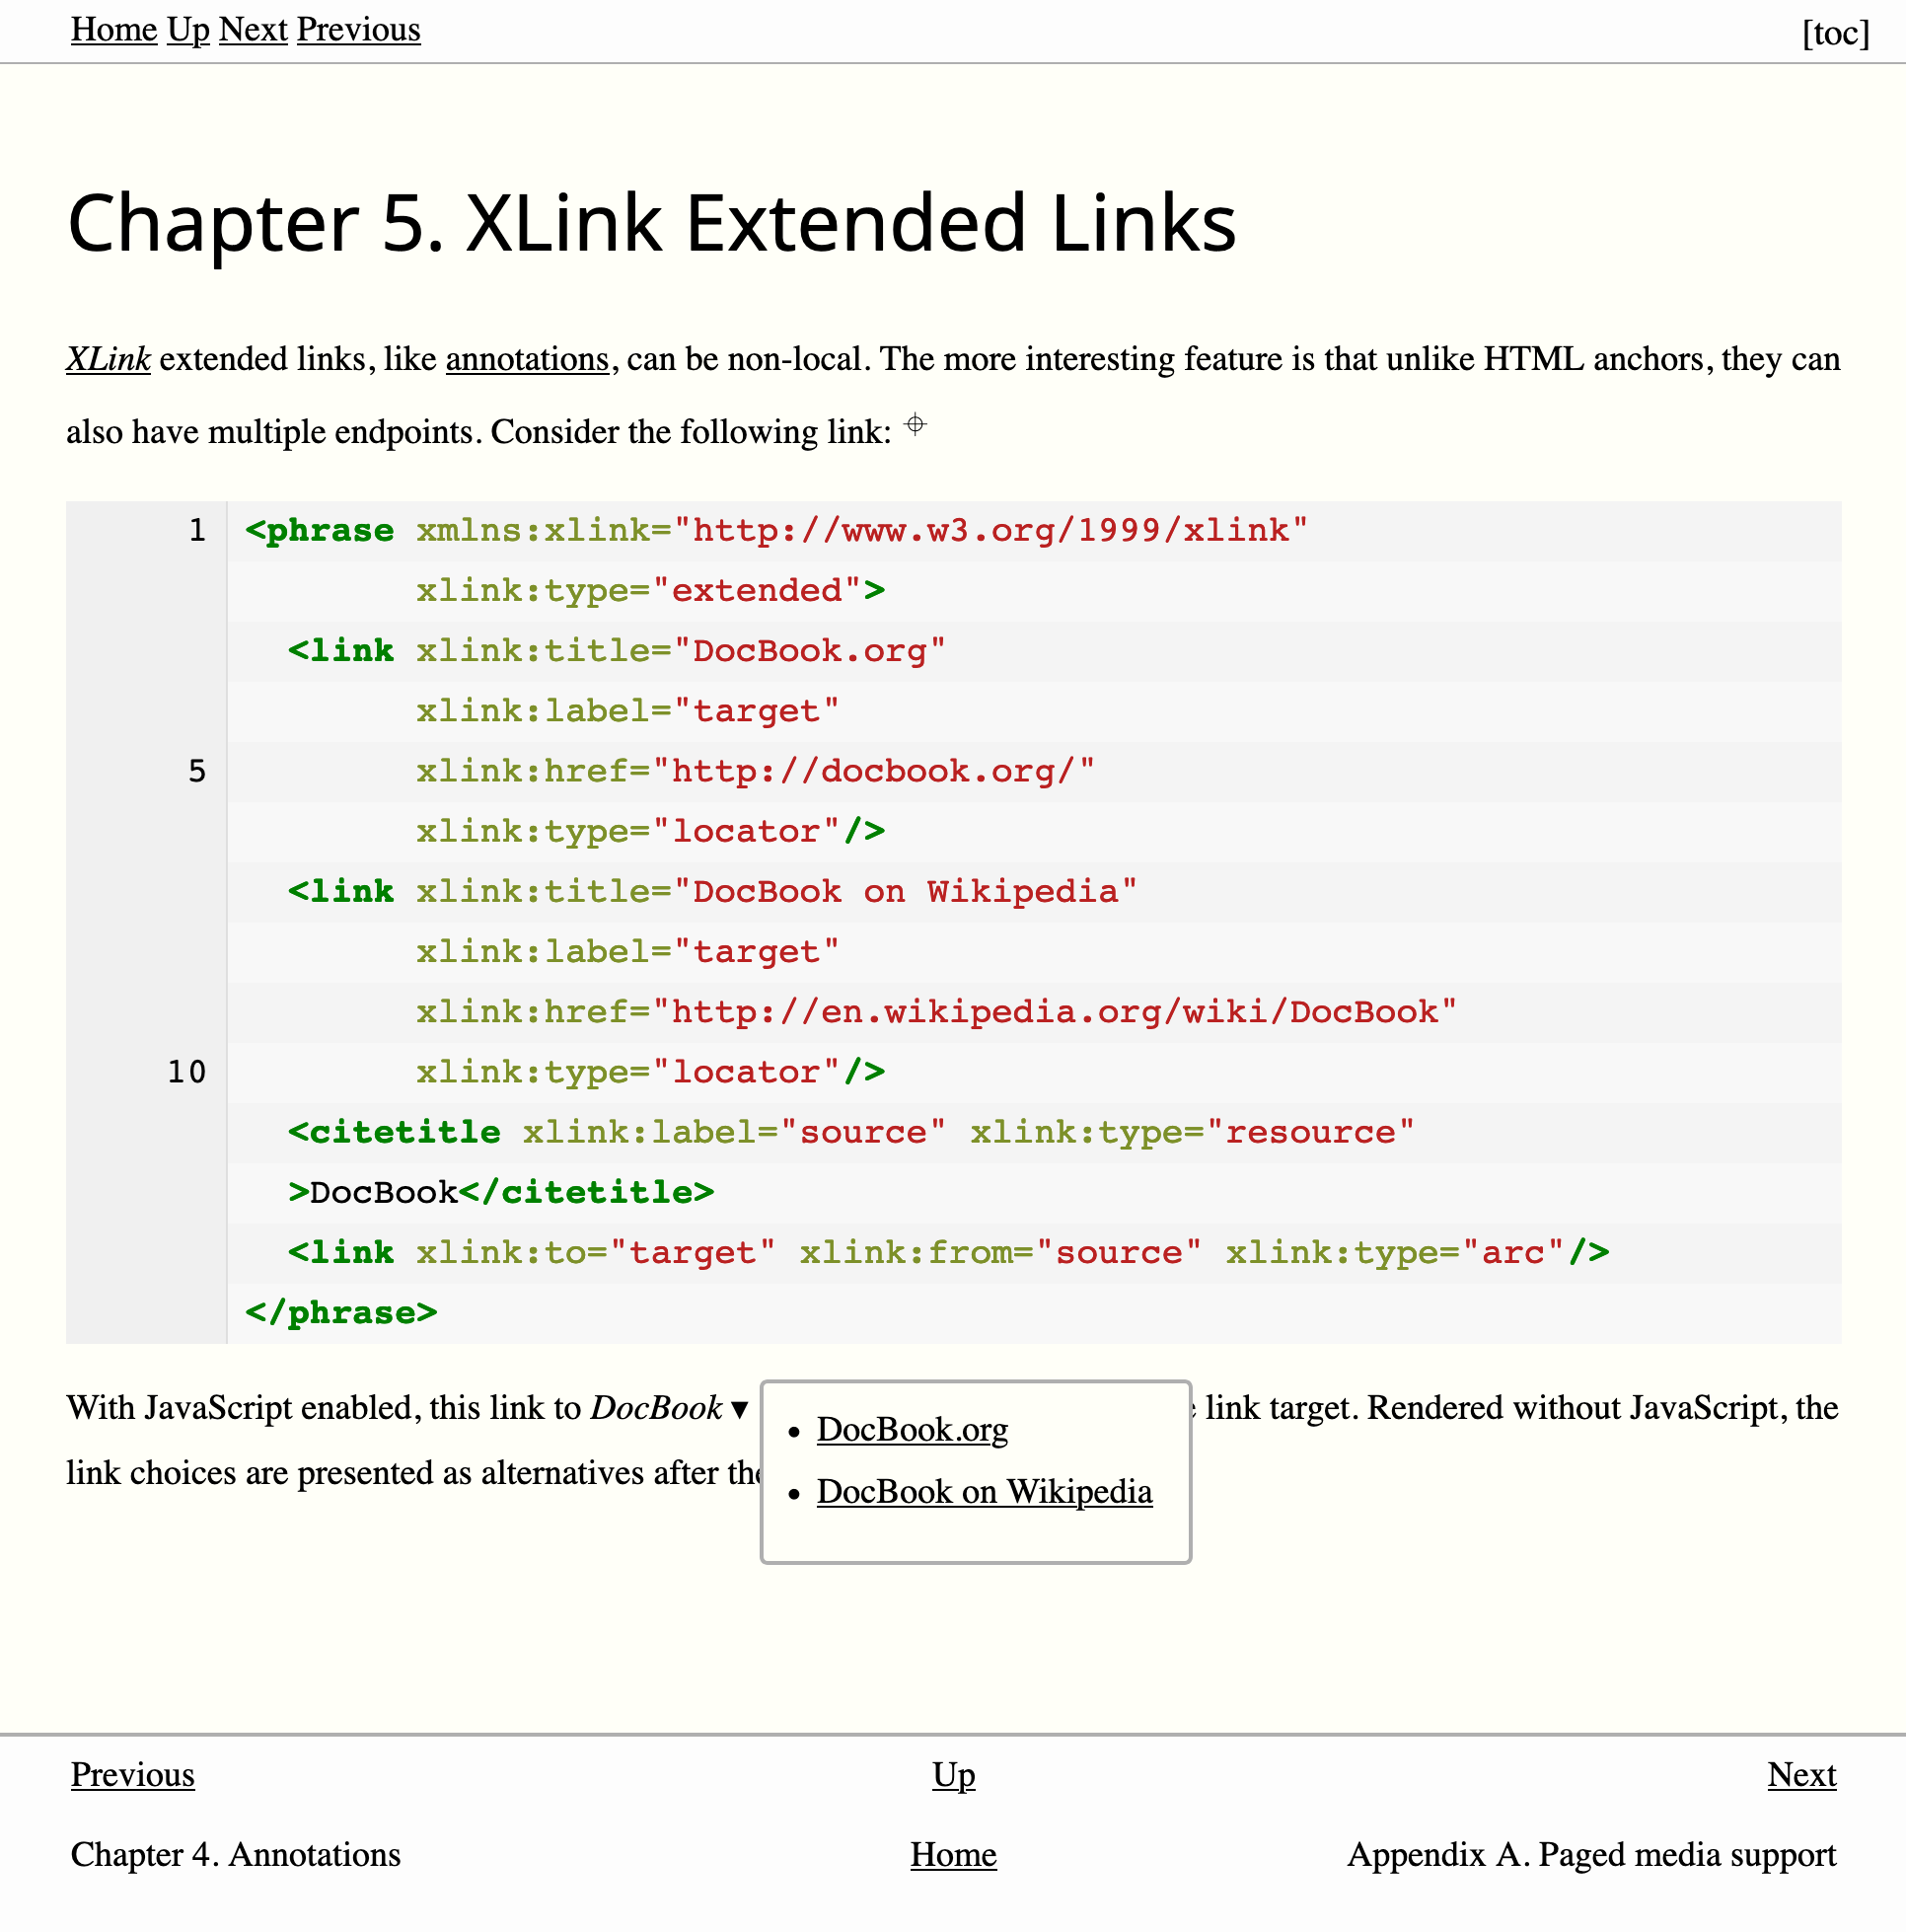 Home Up Next Previous [toc]
Chapter 5. XLink Extended Links
XLink extended links, like annotations, can be non-local. The more interesting feature is that unlike HTML anchors, they can
also have multiple endpoints. Consider the following link:
1 <phrase xmlns:xlink="http://www.w3.org/1999/xlink"
        xlink:type="extended">
  <link xlink:title="DocBook.org"
        xlink:label="target"
5       xlink:href="http://docbook.org/"
        xlink:type="locator"/>
  <link xlink:title="DocBook on Wikipedia"
        xlink:label="target"
        xlink:href="http://en.wikipedia.org/wiki/DocBook"
10      xlink:type="locator"/>
  <citetitle xlink:label="source" xlink:type="resource"
  >DocBook</citetitle>
  <link xlink:to="target" xlink:from="source" xlink:type="arc"/>
</phrase>
With JavaScript enabled, this link to DocBook ▾ link target. Rendered without JavaScript, the
link choices are presented as alternatives after the
• DocBook.org
• DocBook on Wikipedia
Previous Up Next
Chapter 4. Annotations Home Appendix A. Paged media support